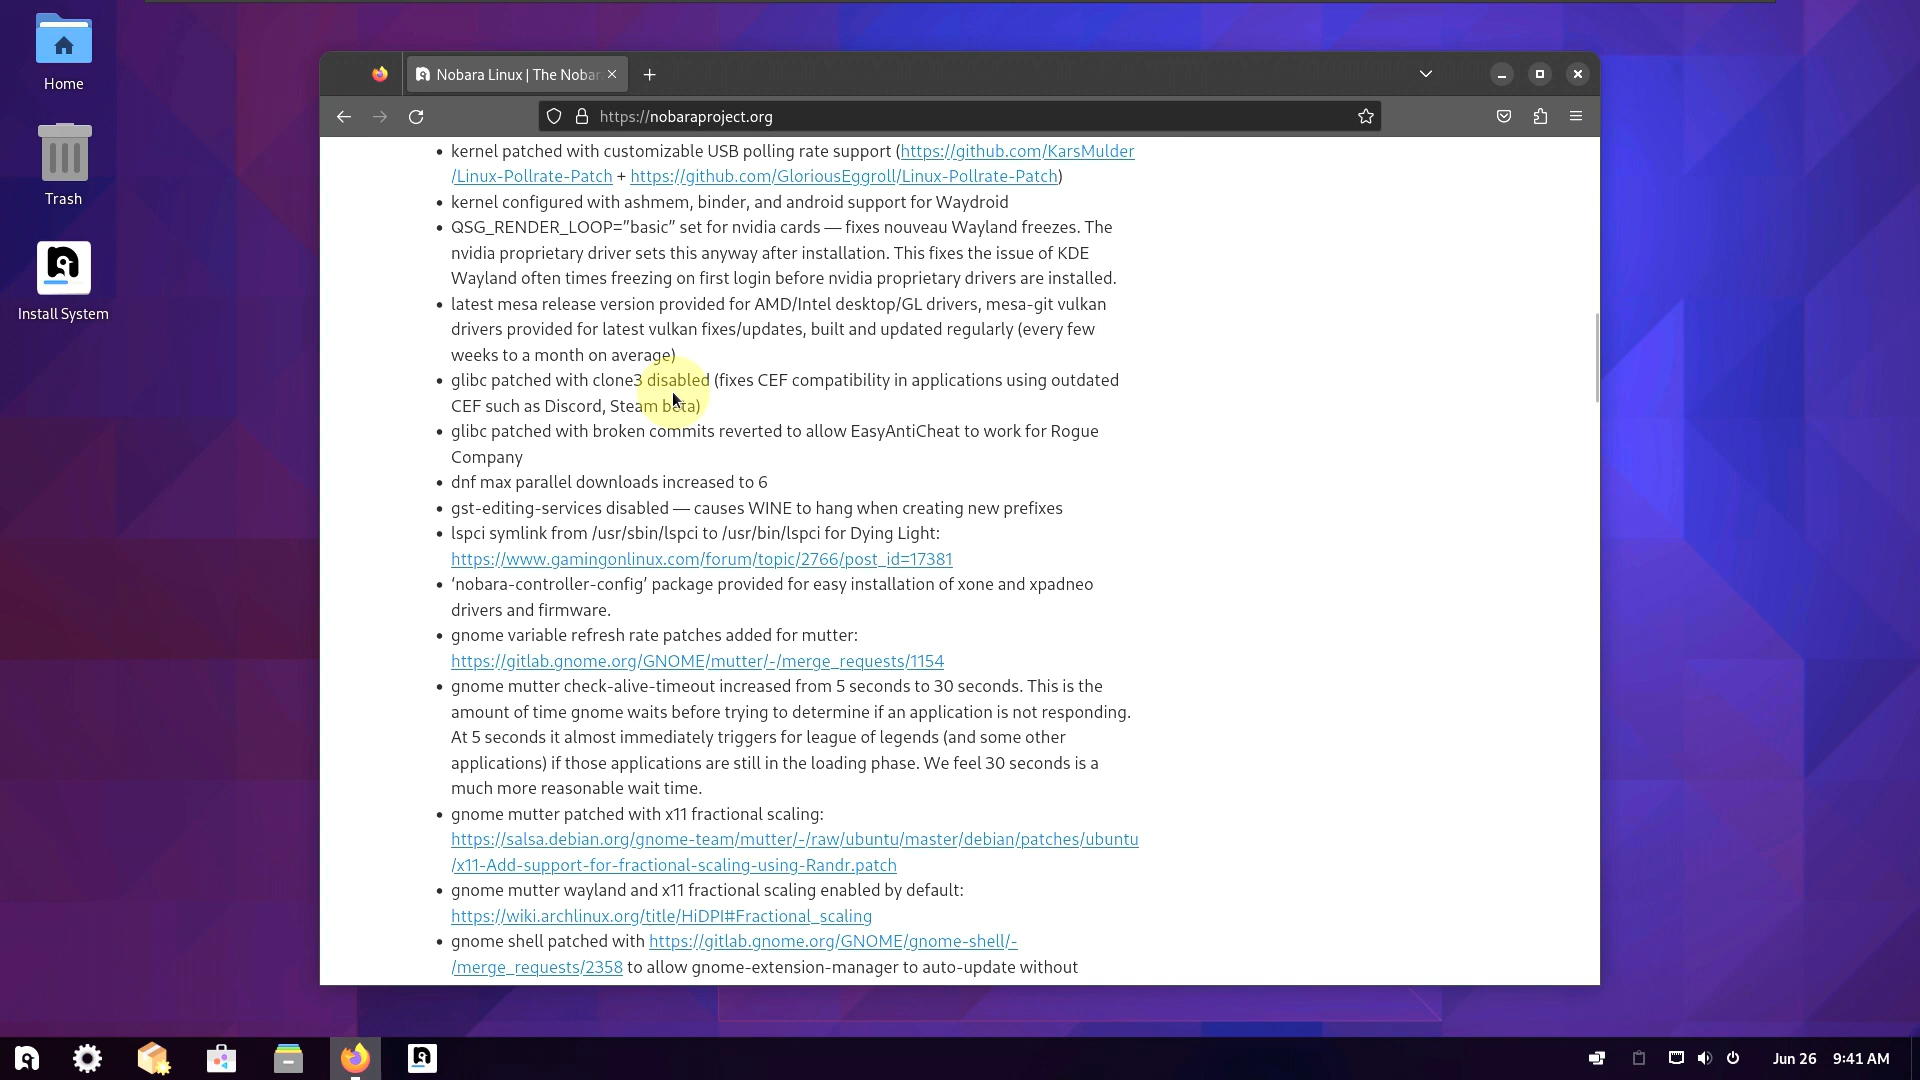 Home
Trash
Install System
Nobara Linux | The Nobar
https://nobaraproject.org
• kernel patched with customizable USB polling rate support (https://github.com/KarsMulder
/Linux-Pollrate-Patch + https://github.com/GloriousEggroll/Linux-Pollrate-Patch)
• kernel configured with ashmem, binder, and android support for Waydroid
• QSG_RENDER_LOOP=”basic” set for nvidia cards — fixes nouveau Wayland freezes. The
nvidia proprietary driver sets this anyway after installation. This fixes the issue of KDE
Wayland often times freezing on first login before nvidia proprietary drivers are installed.
• latest mesa release version provided for AMD/Intel desktop/GL drivers, mesa-git vulkan
drivers provided for latest vulkan fixes/updates, built and updated regularly (every few
weeks to a month on average)
• glibc patched with clone3 disabled (fixes CEF compatibility in applications using outdated
CEF such as Discord, Steam beta)
• glibc patched with broken commits reverted to allow EasyAntiCheat to work for Rogue
Company
• dnf max parallel downloads increased to 6
• gst-editing-services disabled — causes WINE to hang when creating new prefixes
• lspci symlink from /usr/sbin/lspci to /usr/bin/lspci for Dying Light:
https://www.gamingonlinux.com/forum/topic/2766/post_id=17381
• ‘nobara-controller-config’ package provided for easy installation of xone and xpadneo
drivers and firmware.
• gnome variable refresh rate patches added for mutter:
https://gitlab.gnome.org/GNOME/mutter/-/merge_requests/1154
• gnome mutter check-alive-timeout increased from 5 seconds to 30 seconds. This is the
amount of time gnome waits before trying to determine if an application is not responding.
At 5 seconds it almost immediately triggers for league of legends (and some other
applications) if those applications are still in the loading phase. We feel 30 seconds is a
much more reasonable wait time.
• gnome mutter patched with x11 fractional scaling:
https://salsa.debian.org/gnome-team/mutter/-/raw/ubuntu/master/debian/patches/ubuntu
/x11-Add-support-for-fractional-scaling-using-Randr.patch
• gnome mutter wayland and x11 fractional scaling enabled by default:
https://wiki.archlinux.org/title/HiDPI#Fractional_scaling
• gnome shell patched with https://gitlab.gnome.org/GNOME/gnome-shell/-
/merge_requests/2358 to allow gnome-extension-manager to auto-update without
Jun 26 9:41 AM